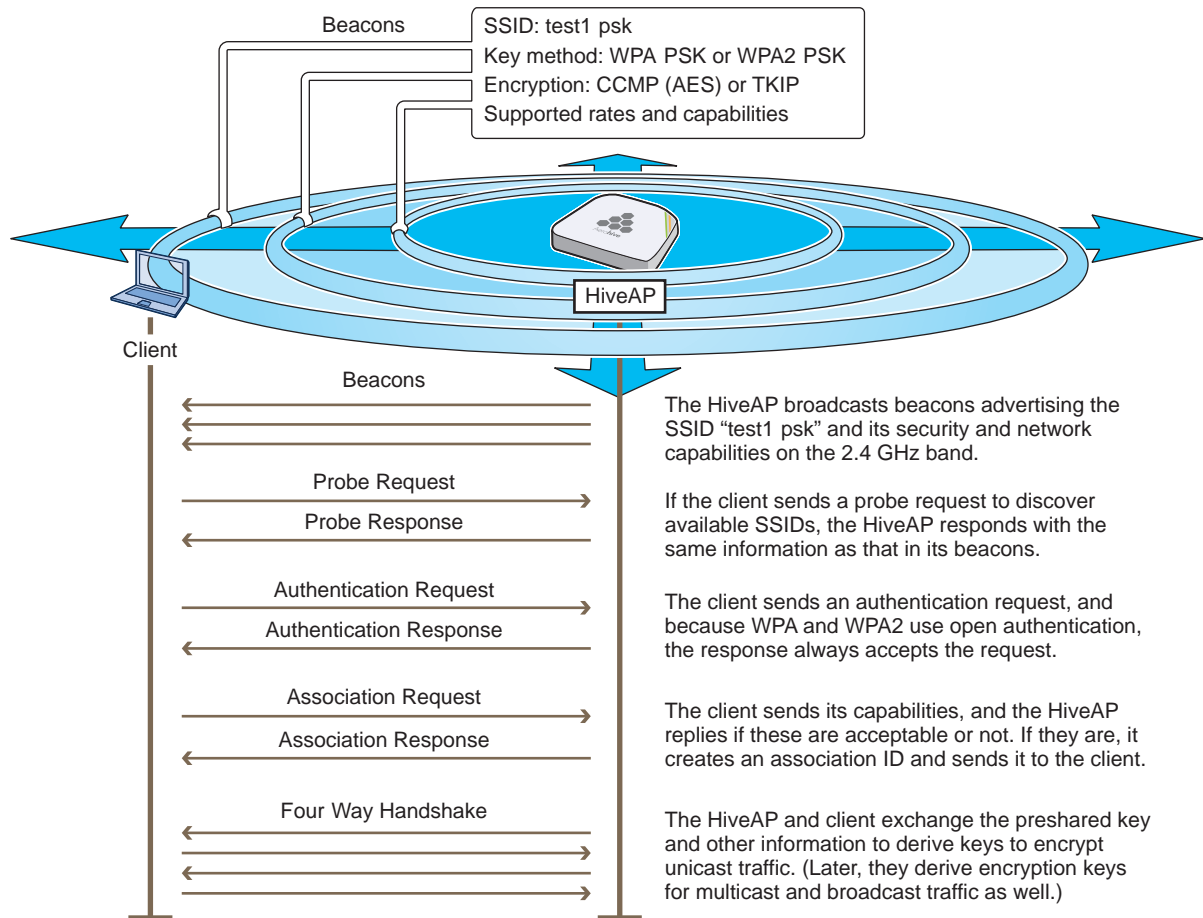 Beacons
SSID: test1 psk
Key method: WPA PSK or WPA2 PSK
Encryption: CCMP (AES) or TKIP
Supported rates and capabilities
Aerohive
HiveAP
Client
Beacons
The HiveAP broadcasts beacons advertising the
SSID “test1 psk” and its security and network
capabilities on the 2.4 GHz band.
Probe Request
Probe Response
If the client sends a probe request to discover
available SSIDs, the HiveAP responds with the
same information as that in its beacons.
Authentication Request
Authentication Response
The client sends an authentication request, and
because WPA and WPA2 use open authentication,
the response always accepts the request.
Association Request
Association Response
The client sends its capabilities, and the HiveAP
replies if these are acceptable or not. If they are, it
creates an association ID and sends it to the client.
Four Way Handshake
The HiveAP and client exchange the preshared key
and other information to derive keys to encrypt
unicast traffic. (Later, they derive encryption keys
for multicast and broadcast traffic as well.)